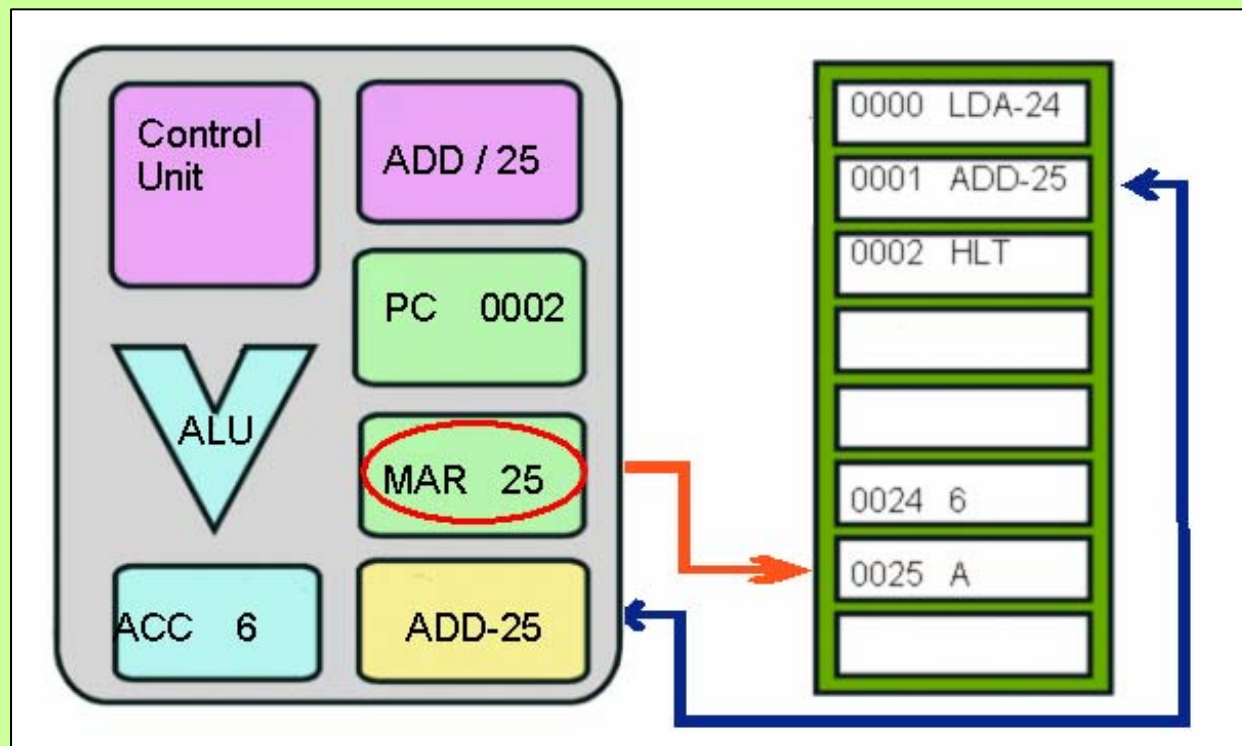 Control
Unit
ADD / 25
PC 0002
ALU
MAR 25
ACC 6
ADD-25
0000 LDA-24
0001 ADD-25
0002 HLT
0024 6
0025 A